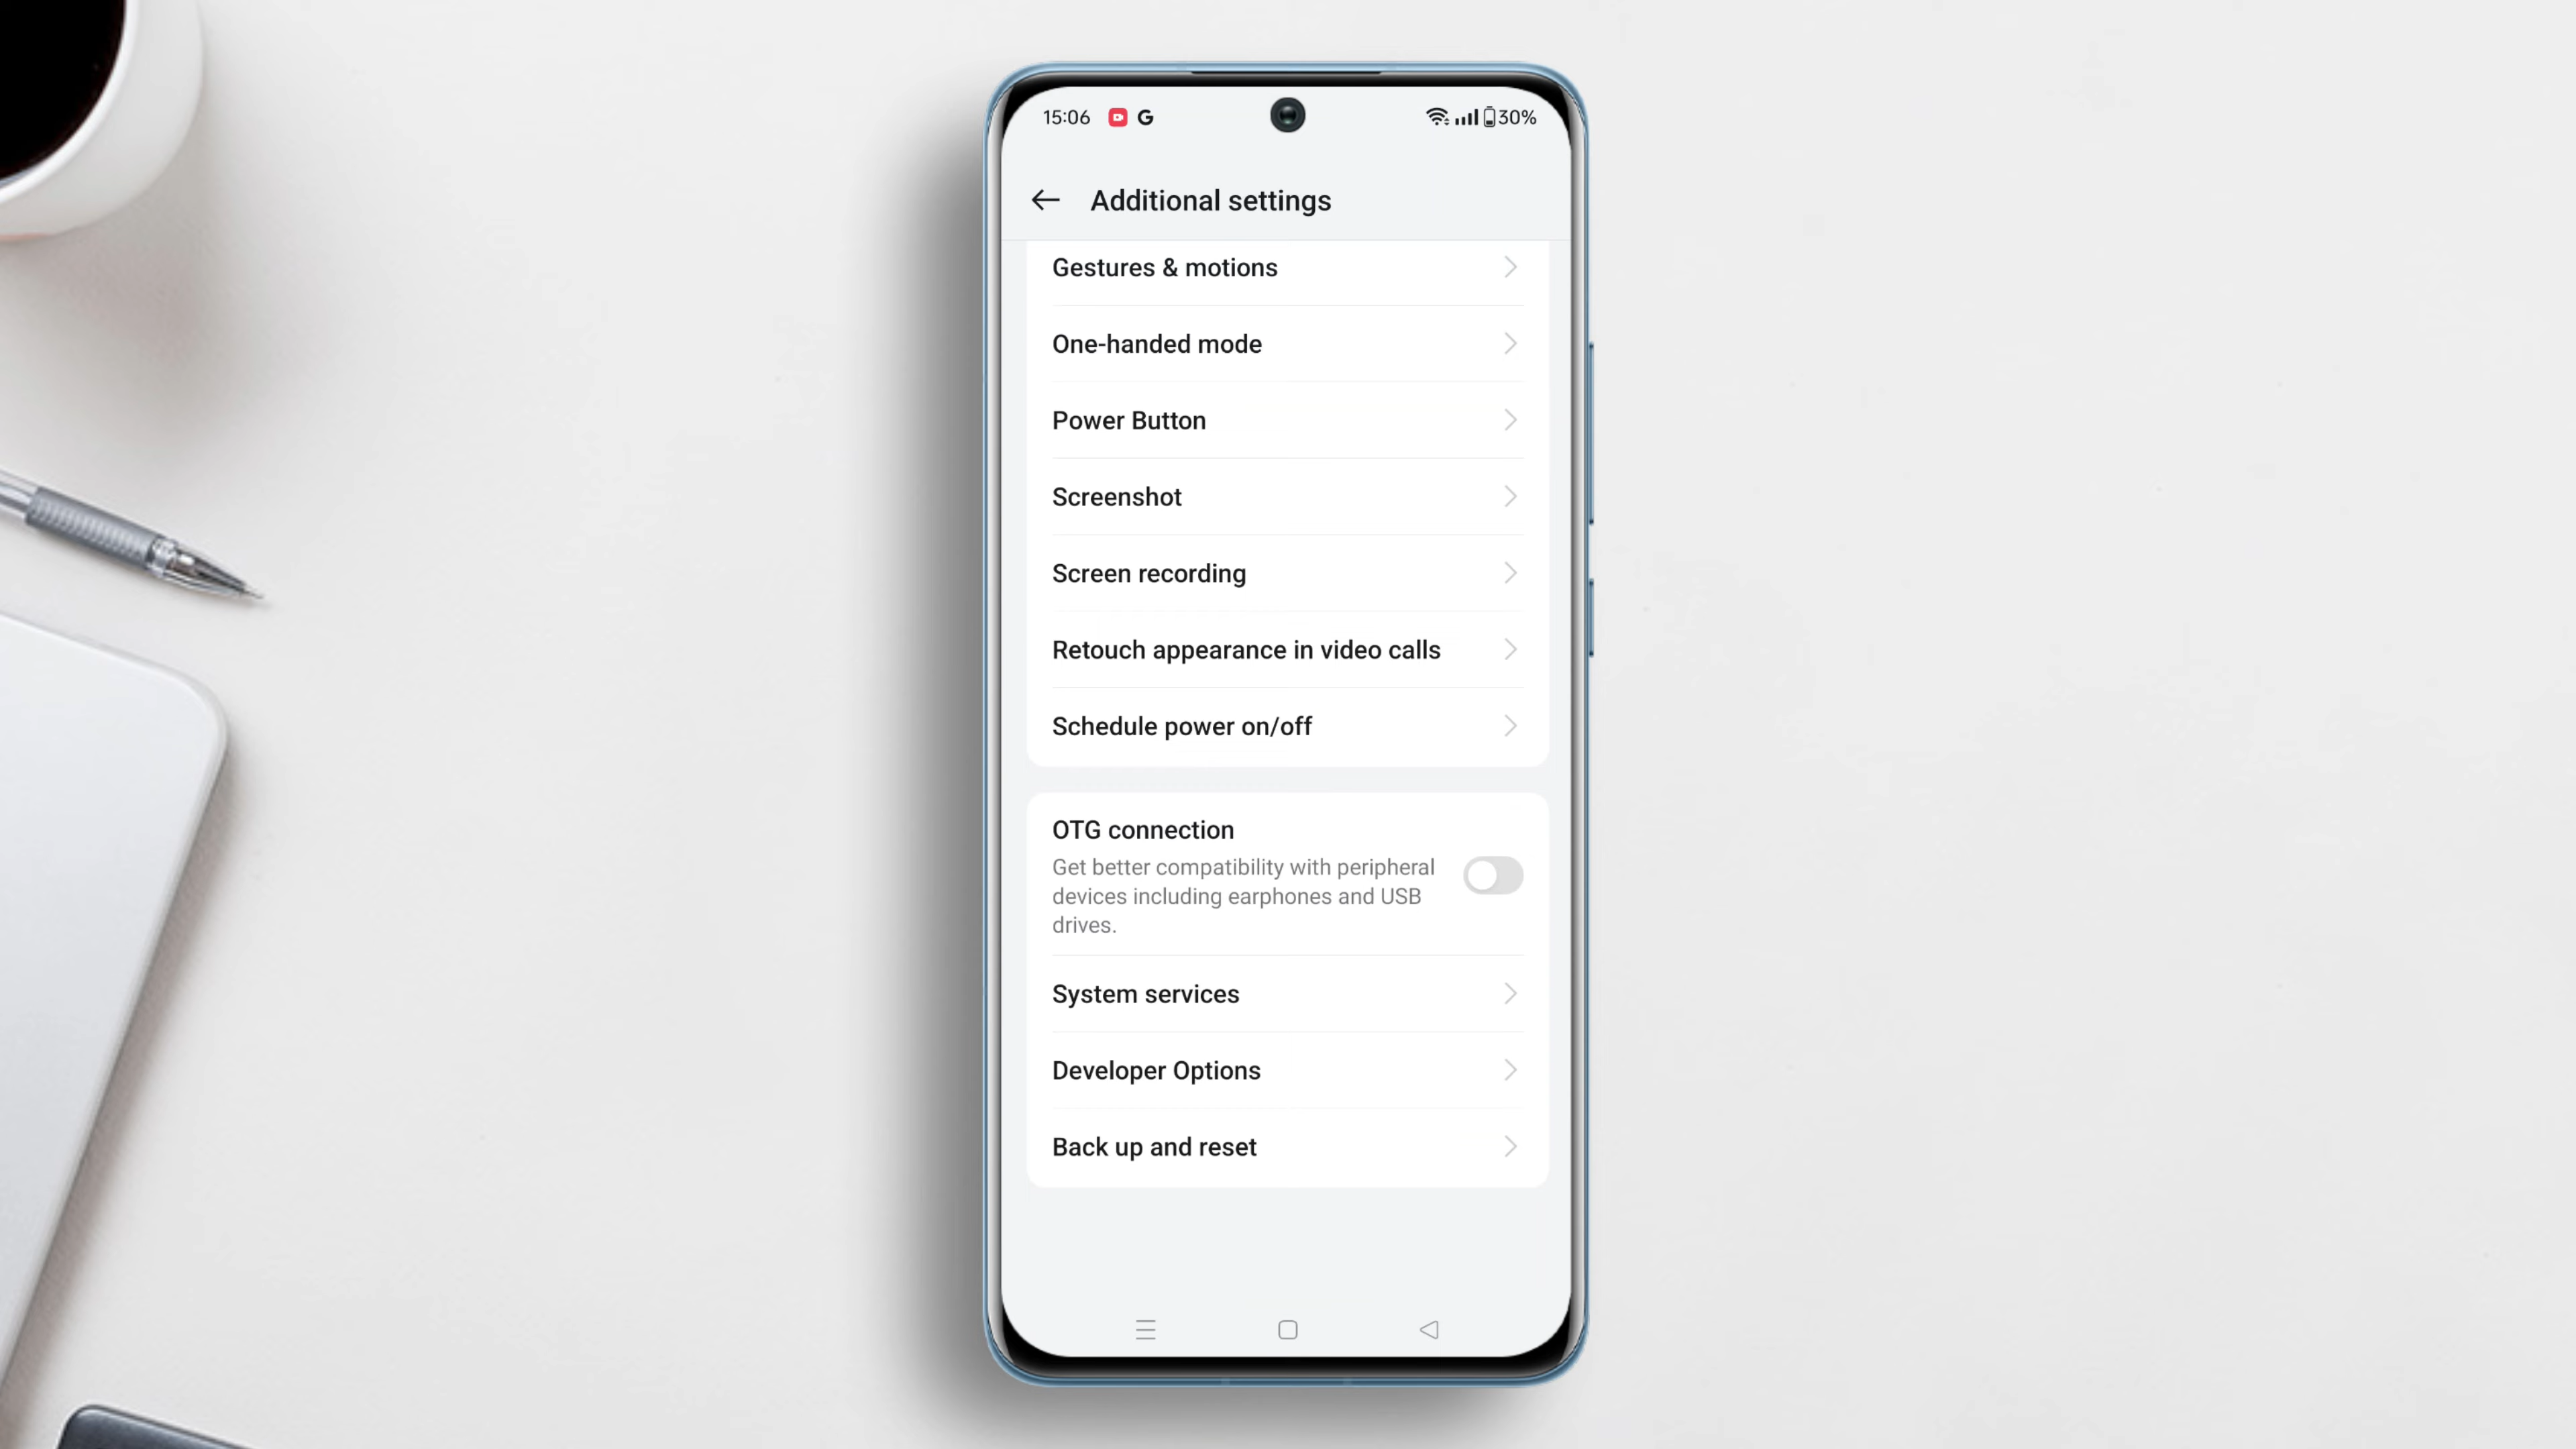 15:06 G 30%
Additional settings
Gestures & motions
One-handed mode
Power Button
Screenshot
Screen recording
Retouch appearance in video calls
Schedule power on/off
OTG connection
Get better compatibility with peripheral
devices including earphones and USB
drives.
System services
Developer Options
Back up and reset